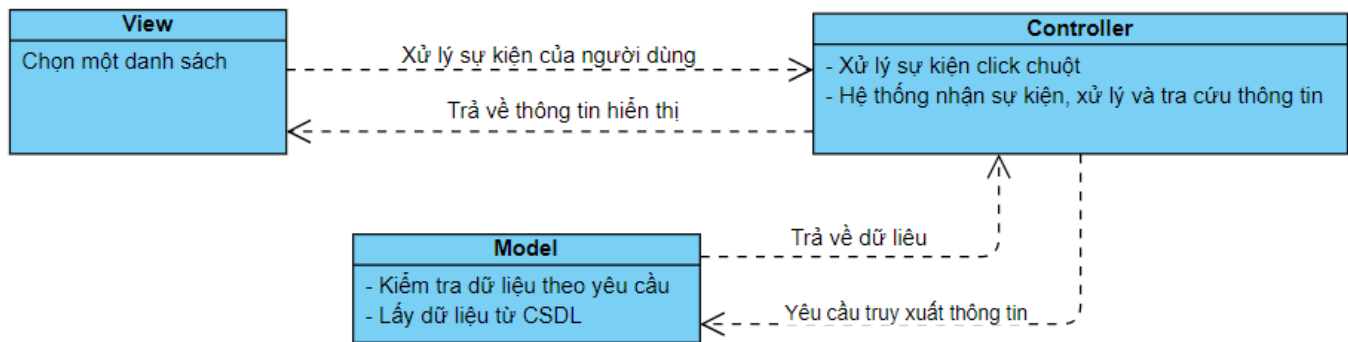 View
Chọn một danh sách
Xử lý sự kiện của người dùng
Trả về thông tin hiển thị
Controller
- Xử lý sự kiện click chuột
- Hệ thống nhận sự kiện, xử lý và tra cứu thông tin
Model
- Kiểm tra dữ liệu theo yêu cầu
- Lấy dữ liệu từ CSDL
Trả về dữ liêu
Yêu cầu truy xuất thông tin